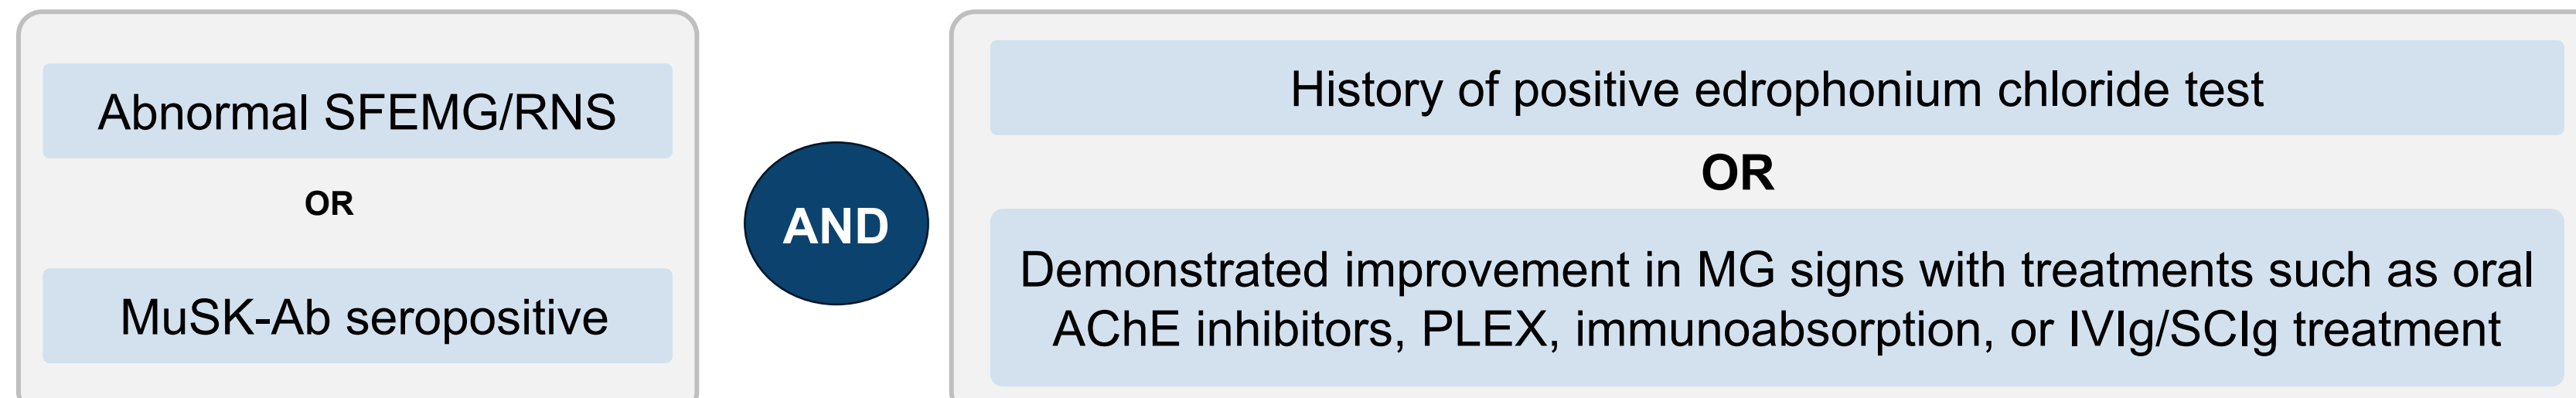 Abnormal SFEMG/RNS
OR
MuSK-Ab seropositive
AND
History of positive edrophonium chloride test
OR
Demonstrated improvement in MG signs with treatments such as oral
AChE inhibitors, PLEX, immunoabsorption, or IVIg/SCIg treatment